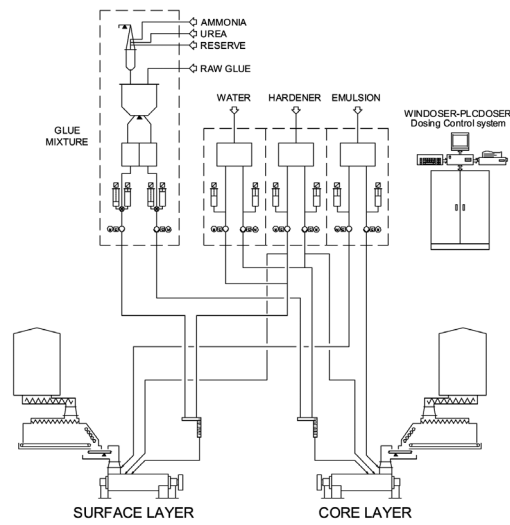 AMMONIA
UREA
RESERVE
RAW GLUE
WATER HARDENER EMULSION
WINDOSER-PLCDOSER
Dosing Control system
GLUE
MIXTURE
SURFACE LAYER CORE LAYER